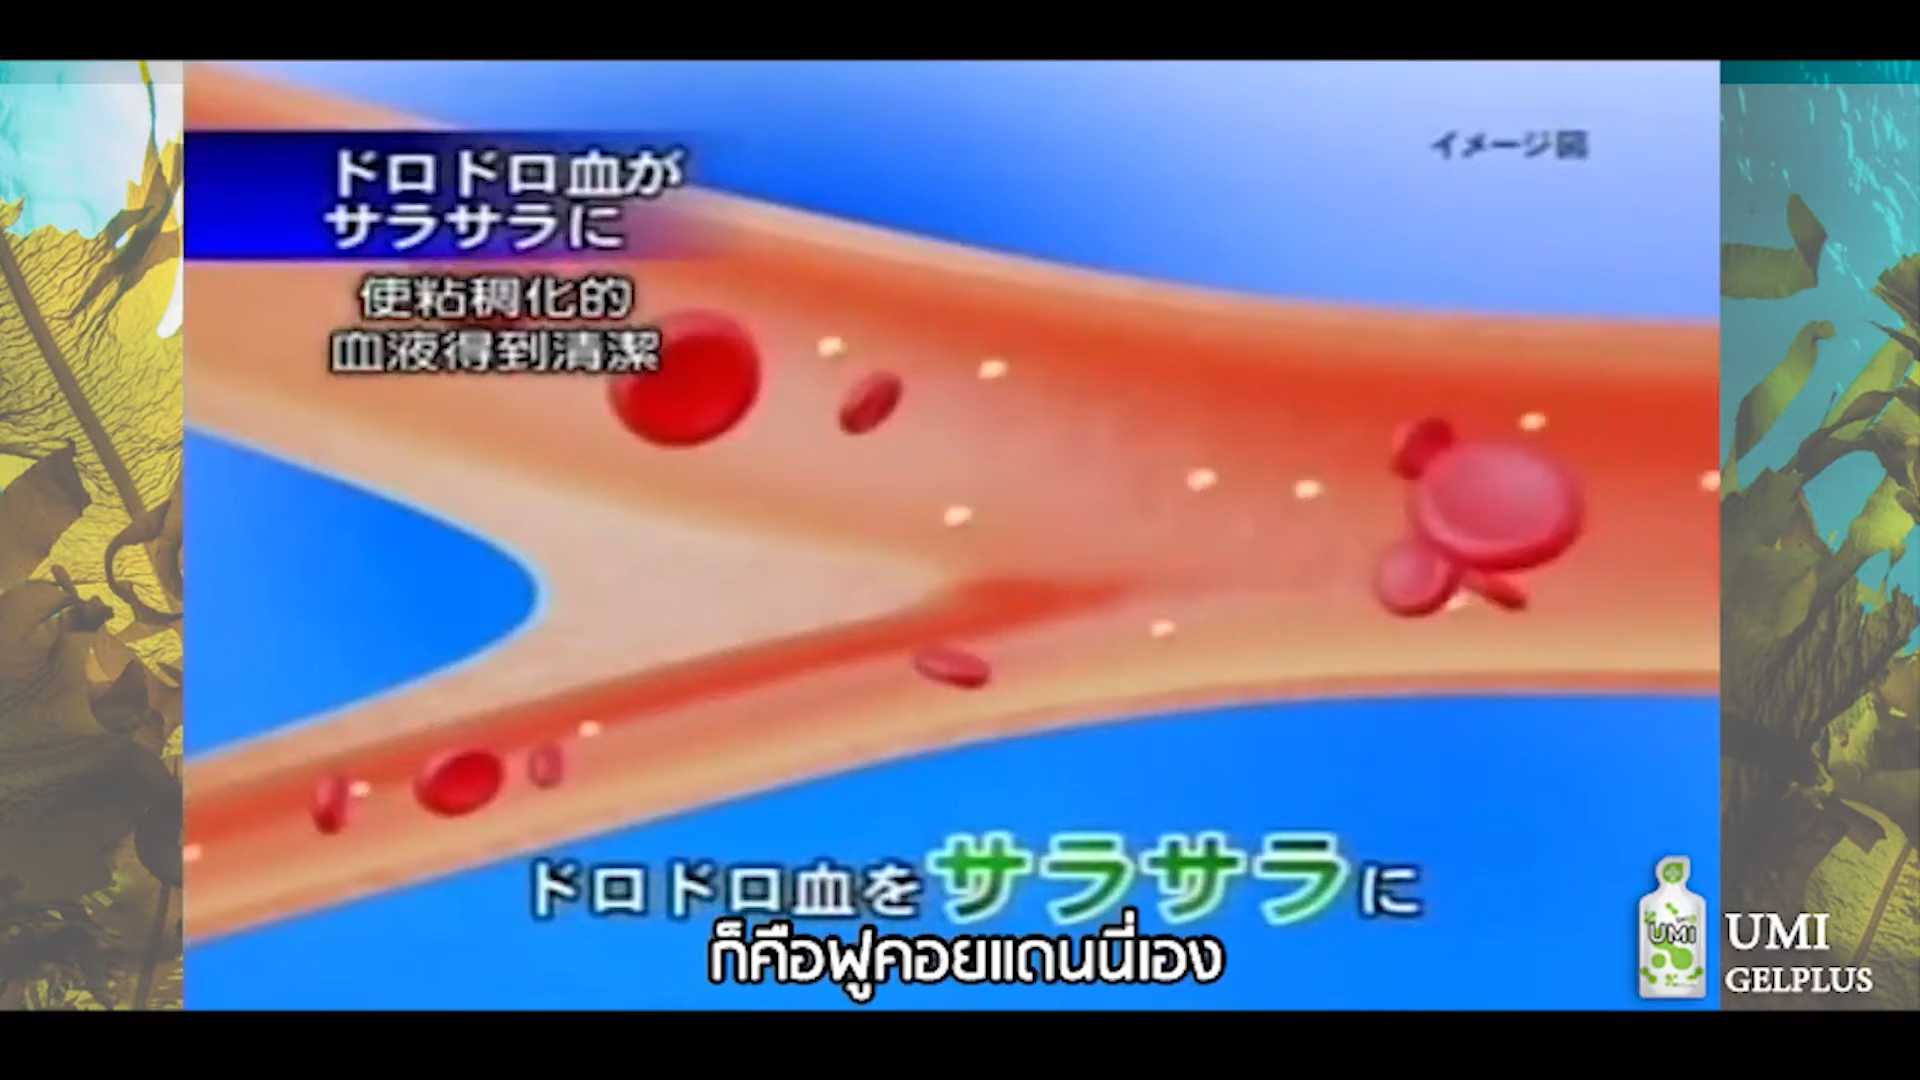 イメージ図
ドロドロ血が
サラサラに
使粘稠化的
血液得到清潔
ドロドロ血をサラサラに
ก็คือฟูคอยแดนนี่เอง
UMI
UMI
GELPLUS